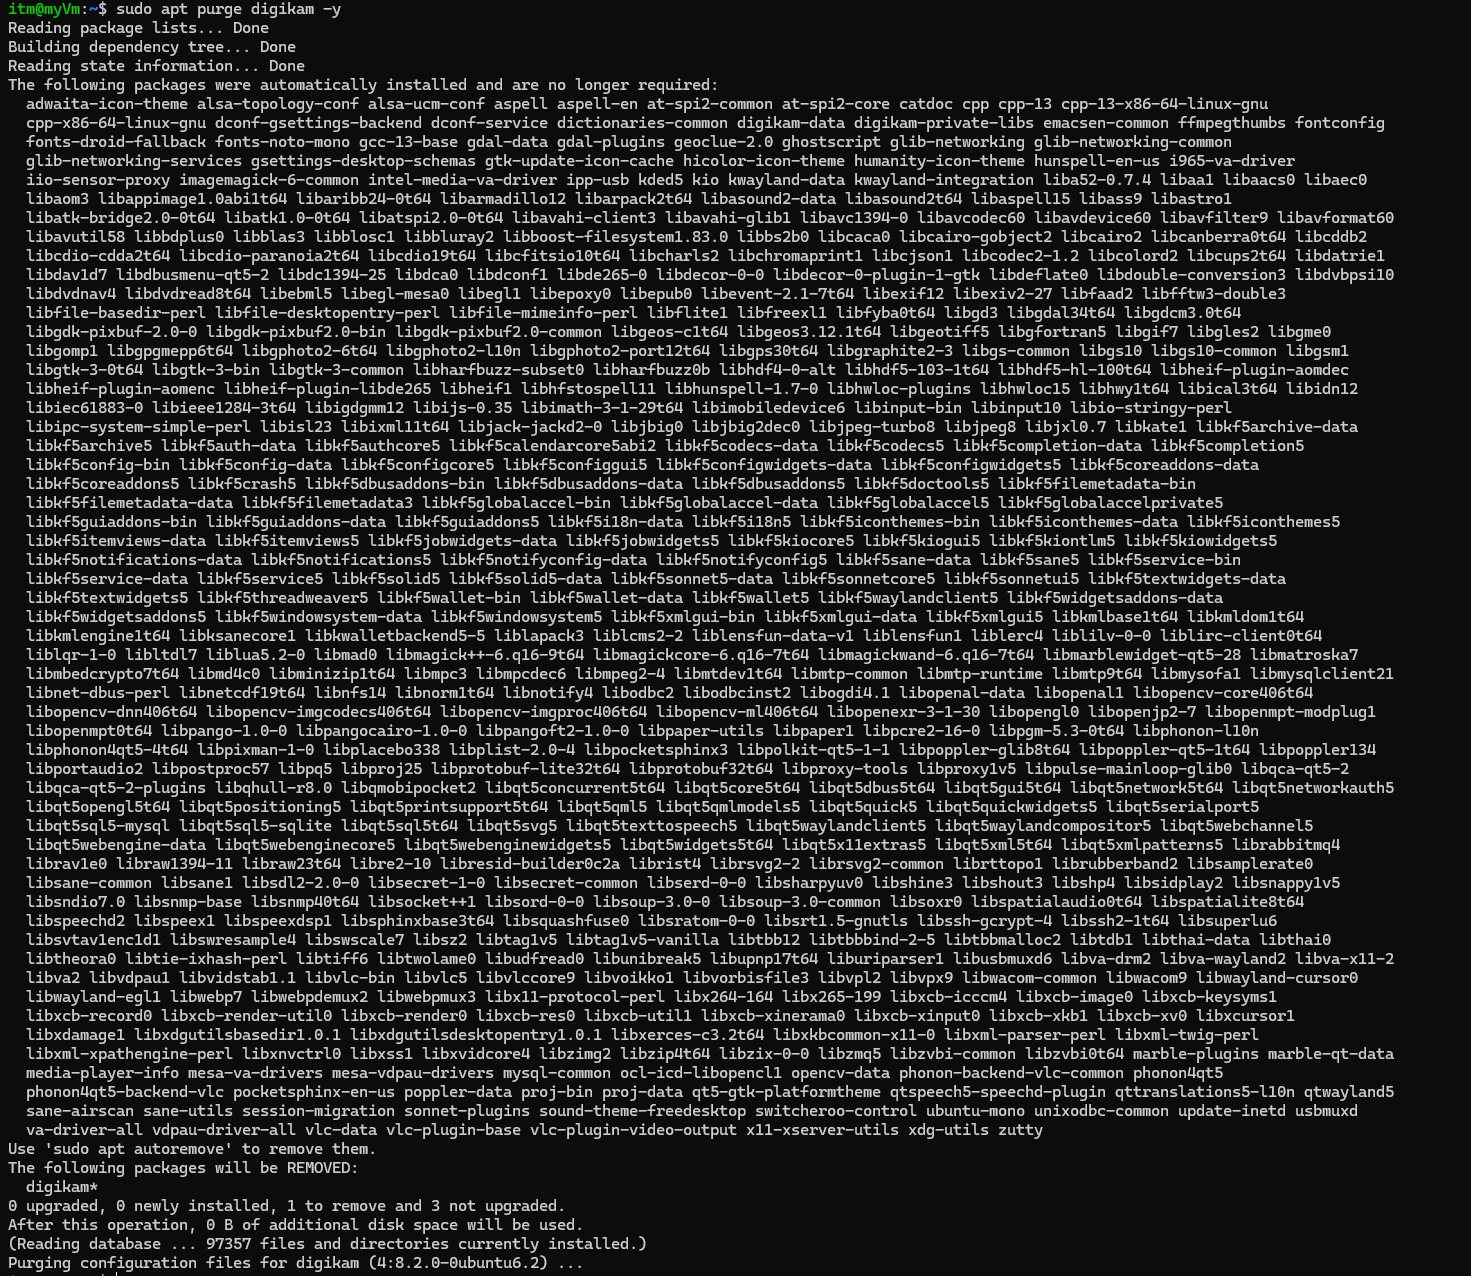 itm@myVm:~$ sudo apt purge digikam -y
Reading package lists... Done
Building dependency tree... Done
Reading state information... Done
The following packages were automatically installed and are no longer required:
  adwaita-icon-theme alsa-topology-conf alsa-ucm-conf aspell aspell-en at-spi2-common at-spi2-core catdoc cpp cpp-13 cpp-13-x86-64-linux-gnu
  cpp-x86-64-linux-gnu dconf-gsettings-backend dconf-service dictionaries-common digikam-data digikam-private-libs emacsen-common ffmpegthumbs fontconfig
  fonts-droid-fallback fonts-noto-mono gcc-13-base gdal-data gdal-plugins geoclue-2.0 ghostscript glib-networking glib-networking-common
  glib-networking-services gsettings-desktop-schemas gtk-update-icon-cache hicolor-icon-theme humanity-icon-theme hunspell-en-us i965-va-driver
  iio-sensor-proxy imagemagick-6-common intel-media-va-driver ipp-usb kded5 kio kwayland-data kwayland-integration liba52-0.7.4 libaa1 libaacs0 libaec0
  libaom3 libappimage1.0abi1t64 libaribb24-0t64 libarmadillo12 libarpack2t64 libasound2-data libasound2t64 libaspell15 libass9 libastro1
  libatk-bridge2.0-0t64 libatk1.0-0t64 libatspi2.0-0t64 libavahi-client3 libavahi-glib1 libavc1394-0 libavcodec60 libavdevice60 libavfilter9 libavformat60
  libavutil58 libbdplus0 libblas3 libblosc1 libbluray2 libboost-filesystem1.83.0 libbs2b0 libcaca0 libcairo-gobject2 libcairo2 libcanberra0t64 libcddb2
  libcdio-cdda2t64 libcdio-paranoia2t64 libcdio19t64 libcfitsio10t64 libcharls2 libchromaprint1 libcjson1 libcodec2-1.2 libcolord2 libcups2t64 libdatrie1
  libdav1d7 libdbusmenu-qt5-2 libdc1394-25 libdca0 libdconf1 libde265-0 libdecor-0-0 libdecor-0-plugin-1-gtk libdeflate0 libdouble-conversion3 libdvbpsi10
  libdvdnav4 libdvdread8t64 libebml5 libegl-mesa0 libegl1 libepoxy0 libepub0 libevent-2.1-7t64 libexif12 libexiv2-27 libfaad2 libfftw3-double3
  libfile-basedir-perl libfile-desktopentry-perl libfile-mimeinfo-perl libflite1 libfreexl1 libfyba0t64 libgd3 libgdal34t64 libgdcm3.0t64
  libgdk-pixbuf-2.0-0 libgdk-pixbuf2.0-bin libgdk-pixbuf2.0-common libgeos-c1t64 libgeos3.12.1t64 libgeotiff5 libgfortran5 libgif7 libgles2 libgme0
  libgomp1 libgpgmepp6t64 libgphoto2-6t64 libgphoto2-l10n libgphoto2-port12t64 libgps30t64 libgraphite2-3 libgs-common libgs10 libgs10-common libgsm1
  libgtk-3-0t64 libgtk-3-bin libgtk-3-common libharfbuzz-subset0 libharfbuzz0b libhdf4-0-alt libhdf5-103-1t64 libhdf5-hl-100t64 libheif-plugin-aomdec
  libheif-plugin-aomenc libheif-plugin-libde265 libheif1 libhfstospell11 libhunspell-1.7-0 libhwloc-plugins libhwloc15 libhwy1t64 libical3t64 libidn12
  libiec61883-0 libieee1284-3t64 libigdgmm12 libijs-0.35 libimath-3-1-29t64 libimobiledevice6 libinput-bin libinput10 libio-stringy-perl
  libipc-system-simple-perl libisl23 libixml11t64 libjack-jackd2-0 libjbig0 libjbig2dec0 libjpeg-turbo8 libjpeg8 libjxl0.7 libkate1 libkf5archive-data
  libkf5archive5 libkf5auth-data libkf5authcore5 libkf5calendarcore5abi2 libkf5codecs-data libkf5codecs5 libkf5completion-data libkf5completion5
  libkf5config-bin libkf5config-data libkf5configcore5 libkf5configgui5 libkf5configwidgets-data libkf5configwidgets5 libkf5coreaddons-data
  libkf5coreaddons5 libkf5crash5 libkf5dbusaddons-bin libkf5dbusaddons-data libkf5dbusaddons5 libkf5doctools5 libkf5filemetadata-bin
  libkf5filemetadata-data libkf5filemetadata3 libkf5globalaccel-bin libkf5globalaccel-data libkf5globalaccel5 libkf5globalaccelprivate5
  libkf5guiaddons-bin libkf5guiaddons-data libkf5guiaddons5 libkf5i18n-data libkf5i18n5 libkf5iconthemes-bin libkf5iconthemes-data libkf5iconthemes5
  libkf5itemviews-data libkf5itemviews5 libkf5jobwidgets-data libkf5jobwidgets5 libkf5kiocore5 libkf5kiogui5 libkf5kiontlm5 libkf5kiowidgets5
  libkf5notifications-data libkf5notifications5 libkf5notifyconfig-data libkf5notifyconfig5 libkf5sane-data libkf5sane5 libkf5service-bin
  libkf5service-data libkf5service5 libkf5solid5 libkf5solid5-data libkf5sonnet5-data libkf5sonnetcore5 libkf5sonnetui5 libkf5textwidgets-data
  libkf5textwidgets5 libkf5threadweaver5 libkf5wallet-bin libkf5wallet-data libkf5wallet5 libkf5waylandclient5 libkf5widgetsaddons-data
  libkf5widgetsaddons5 libkf5windowsystem-data libkf5windowsystem5 libkf5xmlgui-bin libkf5xmlgui-data libkf5xmlgui5 libkmlbase1t64 libkmldom1t64
  libkmlengine1t64 libksanecore1 libkwalletbackend5-5 liblapack3 liblcms2-2 liblensfun-data-v1 liblensfun1 liblerc4 liblilv-0-0 liblirc-client0t64
  liblqr-1-0 libltdl7 liblua5.2-0 libmad0 libmagick++-6.q16-9t64 libmagickcore-6.q16-7t64 libmagickwand-6.q16-7t64 libmarblewidget-qt5-28 libmatroska7
  libmbedcrypto7t64 libmd4c0 libminizip1t64 libmpc3 libmpcdec6 libmpeg2-4 libmtdev1t64 libmtp-common libmtp-runtime libmtp9t64 libmysofa1 libmysqlclient21
  libnet-dbus-perl libnetcdf19t64 libnfs14 libnorm1t64 libnotify4 libodbc2 libodbcinst2 libogdi4.1 libopenal-data libopenal1 libopencv-core406t64
  libopencv-dnn406t64 libopencv-imgcodecs406t64 libopencv-imgproc406t64 libopencv-ml406t64 libopenexr-3-1-30 libopengl0 libopenjp2-7 libopenmpt-modplug1
  libopenmpt0t64 libpango-1.0-0 libpangocairo-1.0-0 libpangoft2-1.0-0 libpaper-utils libpaper1 libpcre2-16-0 libpgm-5.3-0t64 libphonon-l10n
  libphonon4qt5-4t64 libpixman-1-0 libplacebo338 libplist-2.0-4 libpocketsphinx3 libpolkit-qt5-1-1 libpoppler-glib8t64 libpoppler-qt5-1t64 libpoppler134
  libportaudio2 libpostproc57 libpq5 libproj25 libprotobuf-lite32t64 libprotobuf32t64 libproxy-tools libproxy1v5 libpulse-mainloop-glib0 libqca-qt5-2
  libqca-qt5-2-plugins libqhull-r8.0 libqmobipocket2 libqt5concurrent5t64 libqt5core5t64 libqt5dbus5t64 libqt5gui5t64 libqt5network5t64 libqt5networkauth5
  libqt5opengl5t64 libqt5positioning5 libqt5printsupport5t64 libqt5qml5 libqt5qmlmodels5 libqt5quick5 libqt5quickwidgets5 libqt5serialport5
  libqt5sql5-mysql libqt5sql5-sqlite libqt5sql5t64 libqt5svg5 libqt5texttospeech5 libqt5waylandclient5 libqt5waylandcompositor5 libqt5webchannel5
  libqt5webengine-data libqt5webenginecore5 libqt5webenginewidgets5 libqt5widgets5t64 libqt5x11extras5 libqt5xml5t64 libqt5xmlpatterns5 librabbitmq4
  librav1e0 libraw1394-11 libraw23t64 libre2-10 libresid-builder0c2a librist4 librsvg2-2 librsvg2-common librttopo1 librubberband2 libsamplerate0
  libsane-common libsane1 libsdl2-2.0-0 libsecret-1-0 libsecret-common libserd-0-0 libsharpyuv0 libshine3 libshout3 libshp4 libsidplay2 libsnappy1v5
  libsndio7.0 libsnmp-base libsnmp40t64 libsocket++1 libsord-0-0 libsoup-3.0-0 libsoup-3.0-common libsoxr0 libspatialaudio0t64 libspatialite8t64
  libspeechd2 libspeex1 libspeexdsp1 libsphinxbase3t64 libsquashfuse0 libsratom-0-0 libsrt1.5-gnutls libssh-gcrypt-4 libssh2-1t64 libsuperlu6
  libsvtav1enc1d1 libswresample4 libswscale7 libsz2 libtag1v5 libtag1v5-vanilla libtbb12 libtbbbind-2-5 libtbbmalloc2 libtdb1 libthai-data libthai0
  libtheora0 libtie-ixhash-perl libtiff6 libtwolame0 libudfread0 libunibreak5 libupnp17t64 liburiparser1 libusbmuxd6 libva-drm2 libva-wayland2 libva-x11-2
  libva2 libvdpau1 libvidstab1.1 libvlc-bin libvlc5 libvlccore9 libvoikko1 libvorbisfile3 libvpl2 libvpx9 libwacom-common libwacom9 libwayland-cursor0
  libwayland-egl1 libwebp7 libwebpdemux2 libwebpmux3 libx11-protocol-perl libx264-164 libx265-199 libxcb-icccm4 libxcb-image0 libxcb-keysyms1
  libxcb-record0 libxcb-render-util0 libxcb-render0 libxcb-res0 libxcb-util1 libxcb-xinerama0 libxcb-xinput0 libxcb-xkb1 libxcb-xv0 libxcursor1
  libxdamage1 libxdgutilsbasedir1.0.1 libxdgutilsdesktopentry1.0.1 libxerces-c3.2t64 libxkbcommon-x11-0 libxml-parser-perl libxml-twig-perl
  libxml-xpathengine-perl libxnvctrl0 libxss1 libxvidcore4 libzimg2 libzip4t64 libzix-0-0 libzmq5 libzvbi-common libzvbi0t64 marble-plugins marble-qt-data
  media-player-info mesa-va-drivers mesa-vdpau-drivers mysql-common ocl-icd-libopencl1 opencv-data phonon-backend-vlc-common phonon4qt5
  phonon4qt5-backend-vlc pocketsphinx-en-us poppler-data proj-bin proj-data qt5-gtk-platformtheme qtspeech5-speechd-plugin qttranslations5-l10n qtwayland5
  sane-airscan sane-utils session-migration sonnet-plugins sound-theme-freedesktop switcheroo-control ubuntu-mono unixodbc-common update-inetd usbmuxd
  va-driver-all vdpau-driver-all vlc-data vlc-plugin-base vlc-plugin-video-output x11-xserver-utils xdg-utils zutty
Use 'sudo apt autoremove' to remove them.
The following packages will be REMOVED:
  digikam*
0 upgraded, 0 newly installed, 1 to remove and 3 not upgraded.
After this operation, 0 B of additional disk space will be used.
(Reading database ... 97357 files and directories currently installed.)
Purging configuration files for digikam (4:8.2.0-0ubuntu6.2) ...